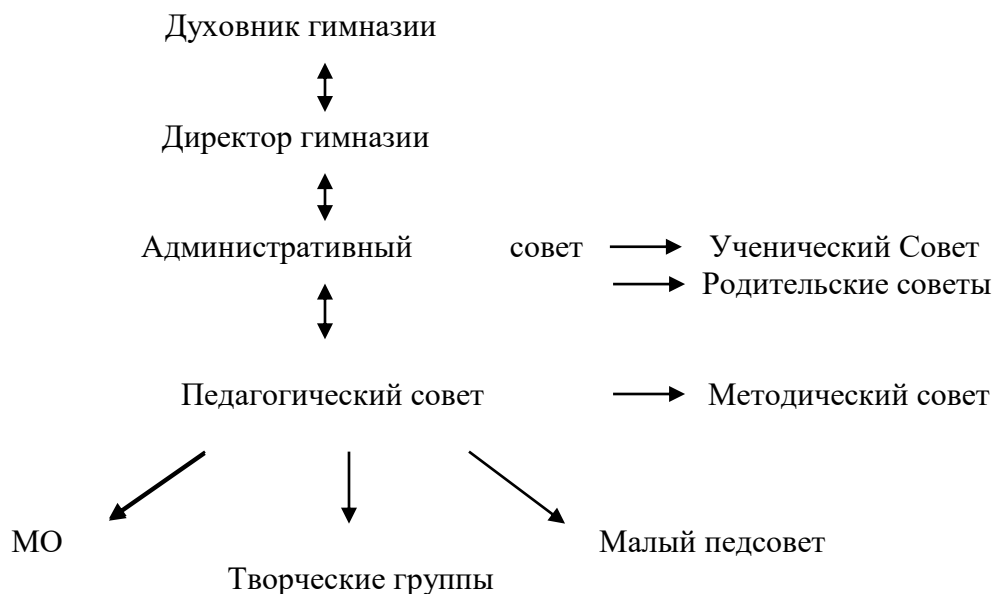 Духовник гимназии
Директор гимназии
Административный совет Ученический Совет
Родительские советы
Педагогический совет Методический совет
МО
Малый педсовет
Творческие группы